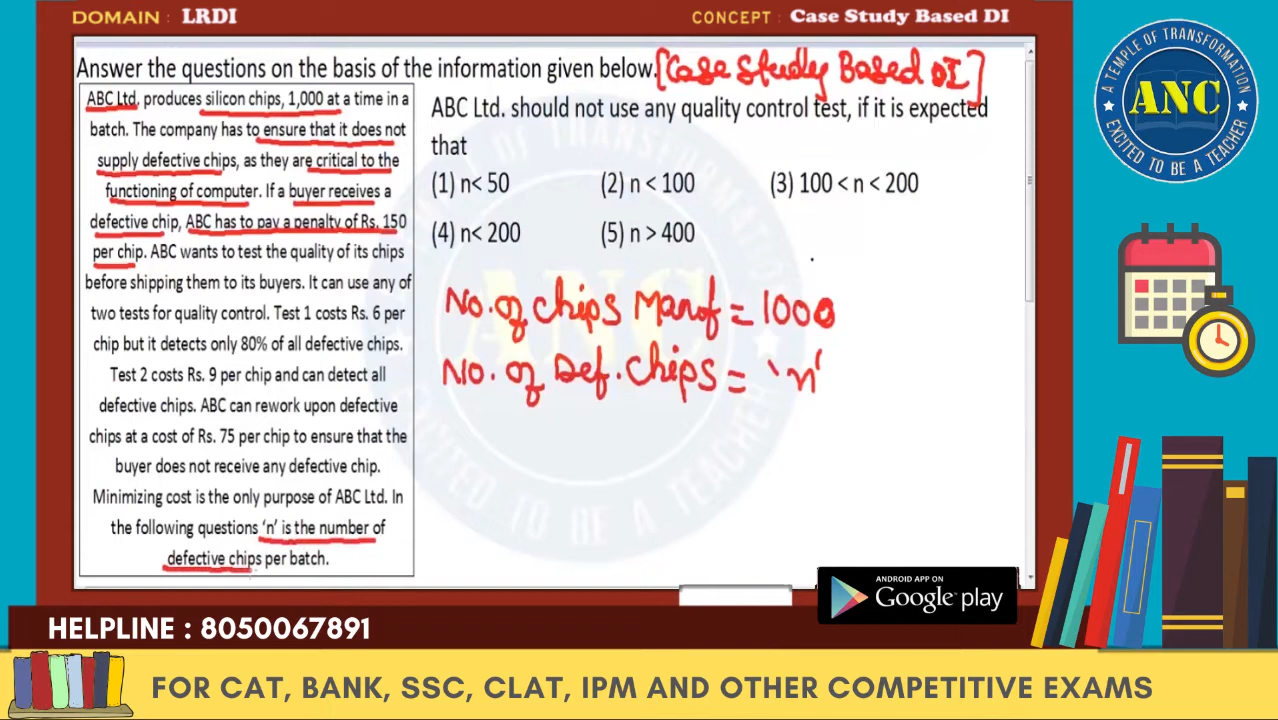 DOMAIN : LRDI
CONCEPT : Case Study Based DI
Answer the questions on the basis of the information given below. [Case Study Based DI]
ABC Ltd. produces silicon chips, 1,000 at a time in a
batch. The company has to ensure that it does not
supply defective chips, as they are critical to the
functioning of computer. If a buyer receives a
defective chip, ABC has to pay a penalty of Rs. 150
per chip. ABC wants to test the quality of its chips
before shipping them to its buyers. It can use any of
two tests for quality control. Test 1 costs Rs. 6 per
chip but it detects only 80% of all defective chips.
Test 2 costs Rs. 9 per chip and can detect all
defective chips. ABC can rework upon defective
chips at a cost of Rs. 75 per chip to ensure that the
buyer does not receive any defective chip.
Minimizing cost is the only purpose of ABC Ltd. In
the following questions 'n' is the number of
defective chips per batch.
ABC Ltd. should not use any quality control test, if it is expected
that
(1) n< 50 (2) n < 100 (3) 100 < n < 200
(4) n< 200 (5) n > 400
No. of chips Manf = 1000
No. of Def. Chips = 'n'
A TEMPLE OF TRANSFORMATION
ANC
EXCITED TO BE A TEACHER
ANDROID APP ON
Google play
HELPLINE : 8050067891
FOR CAT, BANK, SSC, CLAT, IPM AND OTHER COMPETITIVE EXAMS